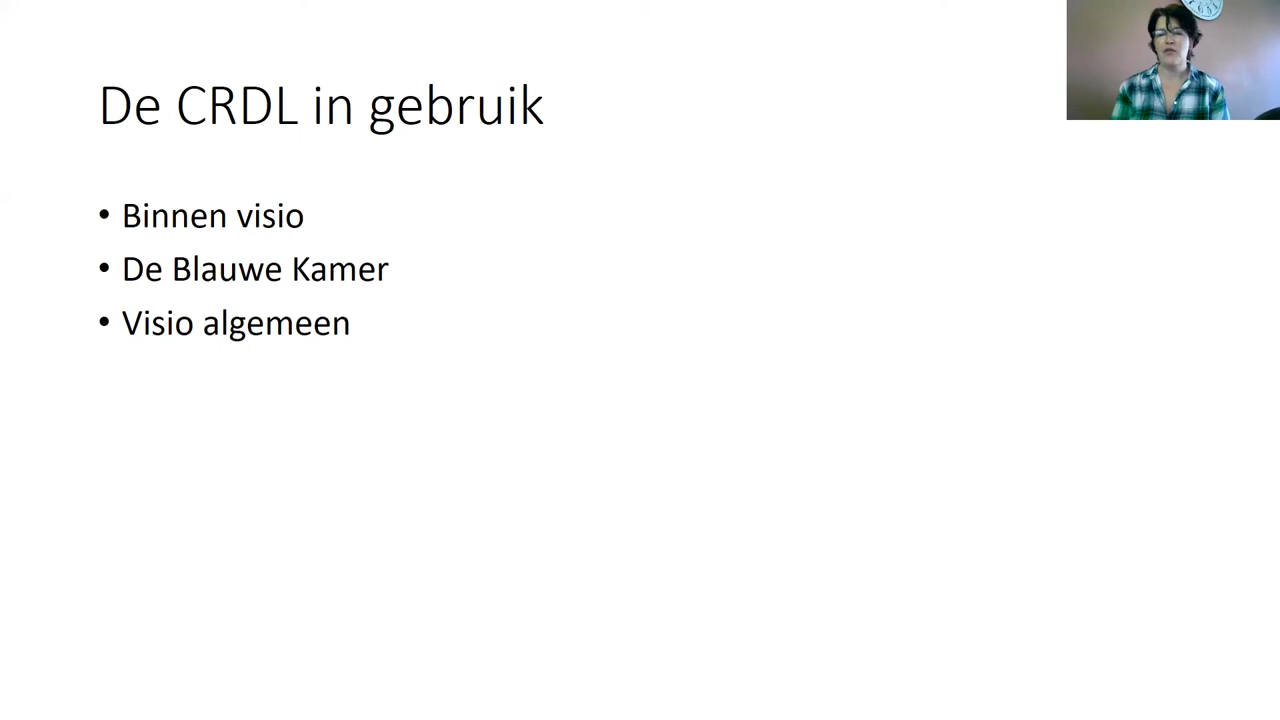 De CRDL in gebruik
• Binnen visio
• De Blauwe Kamer
• Visio algemeen